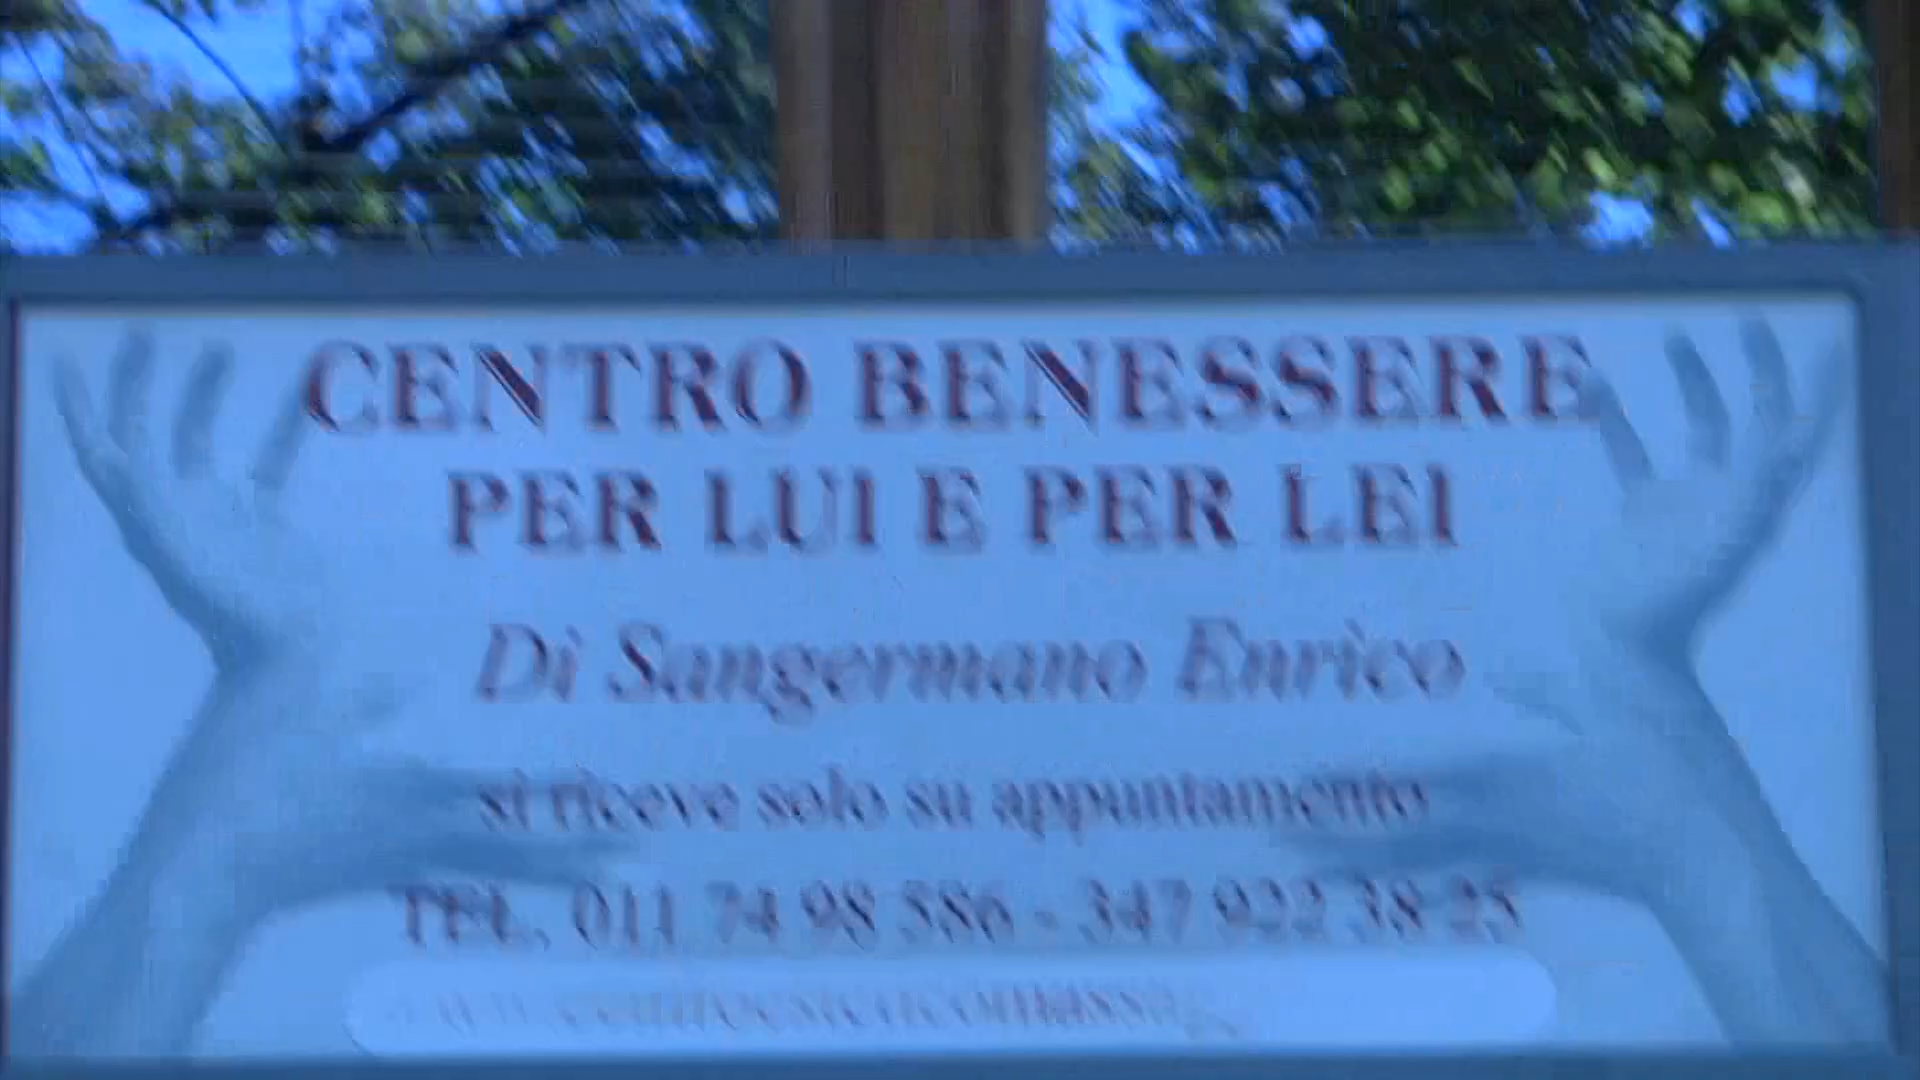 CENTRO BENESSERE
PER LUI E PER LEI
Di Sangermano Enrico
si riceve solo su appuntamento
TEL. 011 74 98 586 - 347 922 38 25